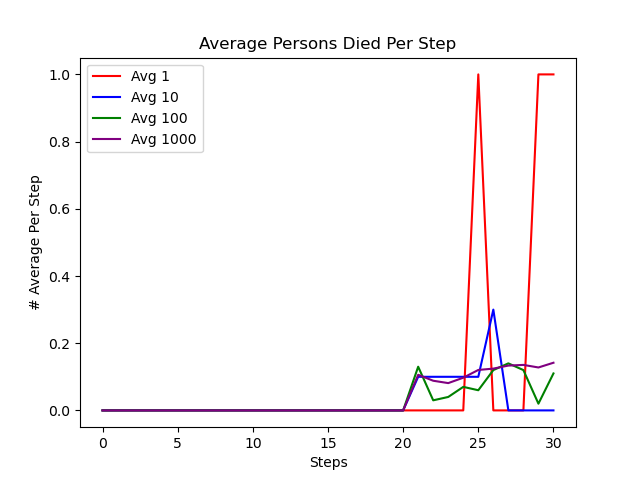 Average Persons Died Per Step
Avg 1
Avg 10
Avg 100
Avg 1000
# Average Per Step
1.0
0.8
0.6
0.4
0.2
0.0
0 5 10 15 20 25 30
Steps